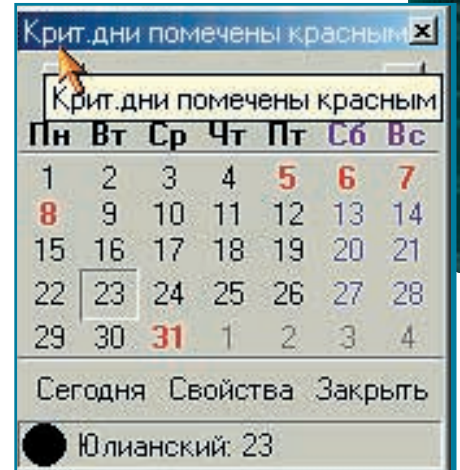 Крит.дни помечены красным
Крит.дни помечены красным
Пн Вт Ср Чт Пт Сб Вс
1 2 3 4 5 6 7
8 9 10 11 12 13 14
15 16 17 18 19 20 21
22 23 24 25 26 27 28
29 30 31 1 2 3 4
Сегодня Свойства Закрыть
Юлианский: 23